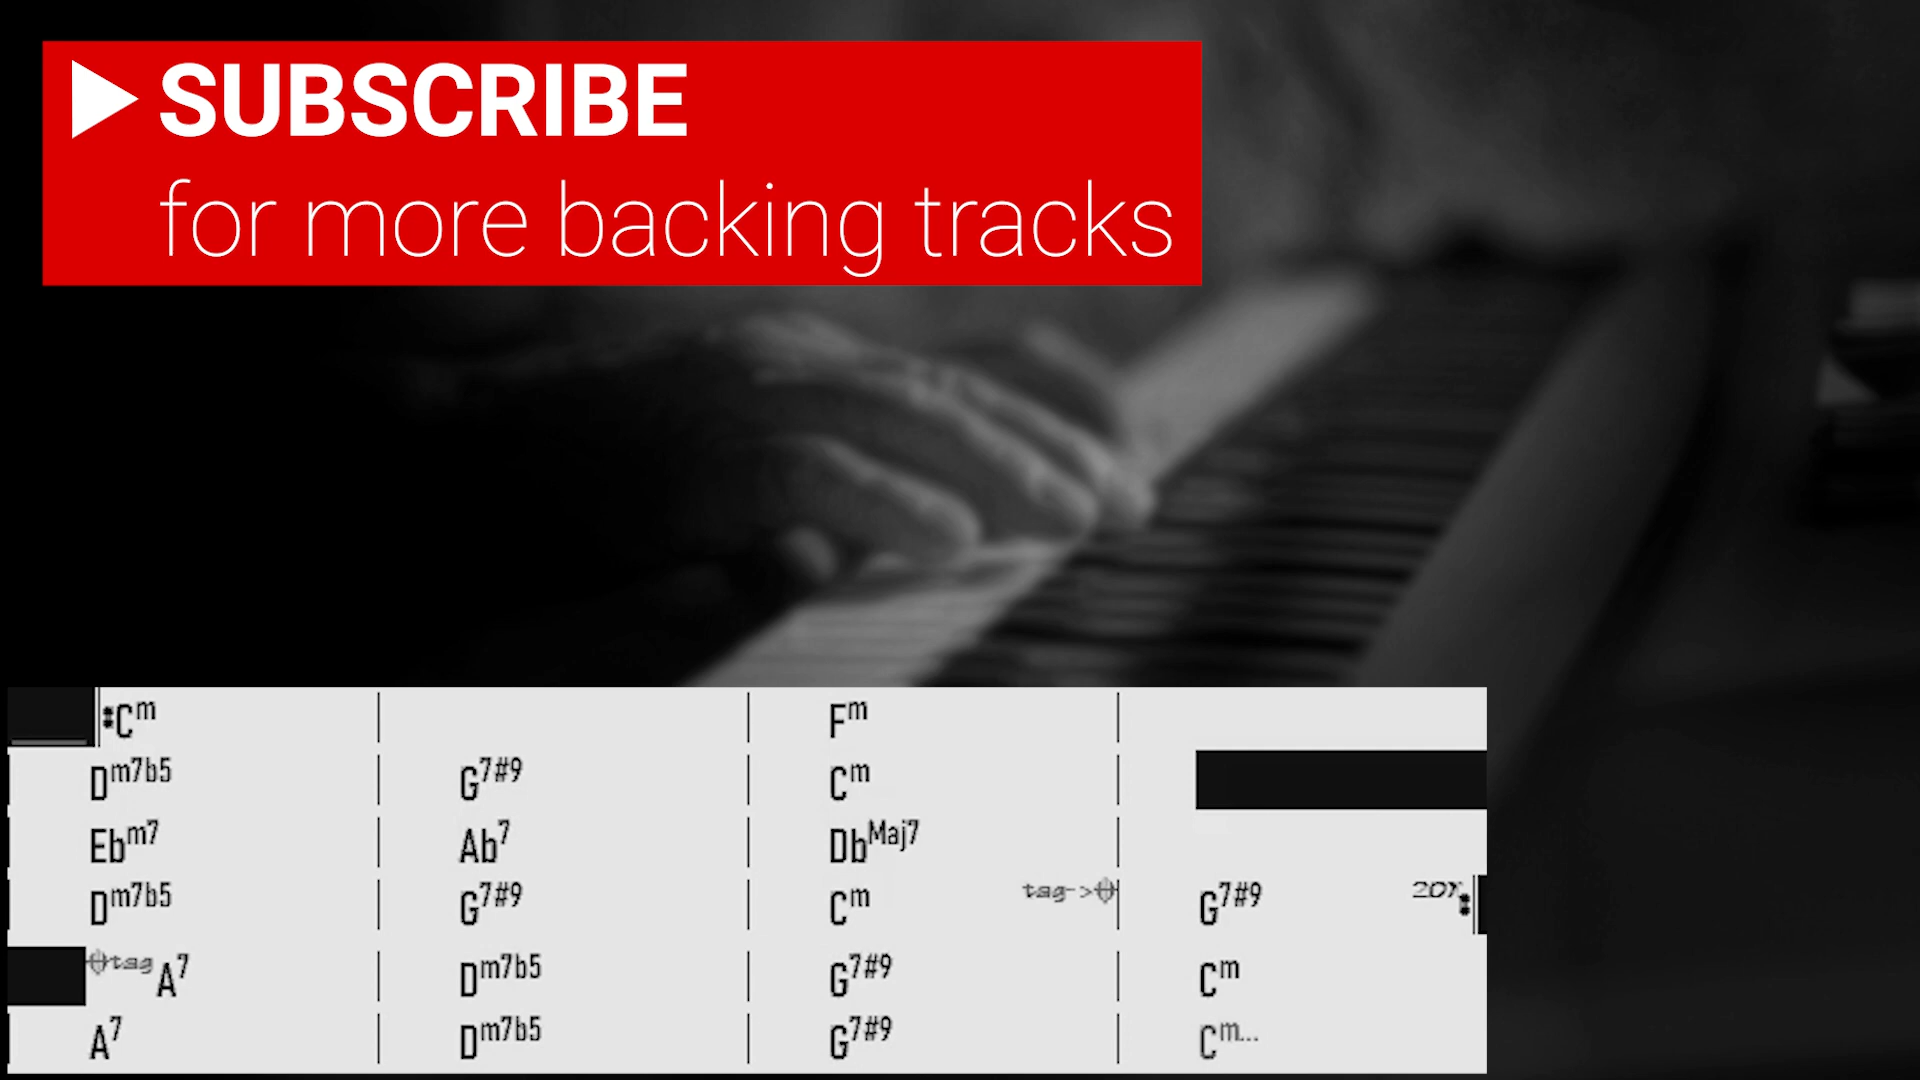 SUBSCRIBE
for more backing tracks
Cm Fm
Dm7b5 G7#9 Cm
Ebm7 Ab7 DbMaj7
Dm7b5 G7#9 Cm tag-> G7#9 20x
tag A7 Dm7b5 G7#9 Cm
A7 Dm7b5 G7#9 Cm...